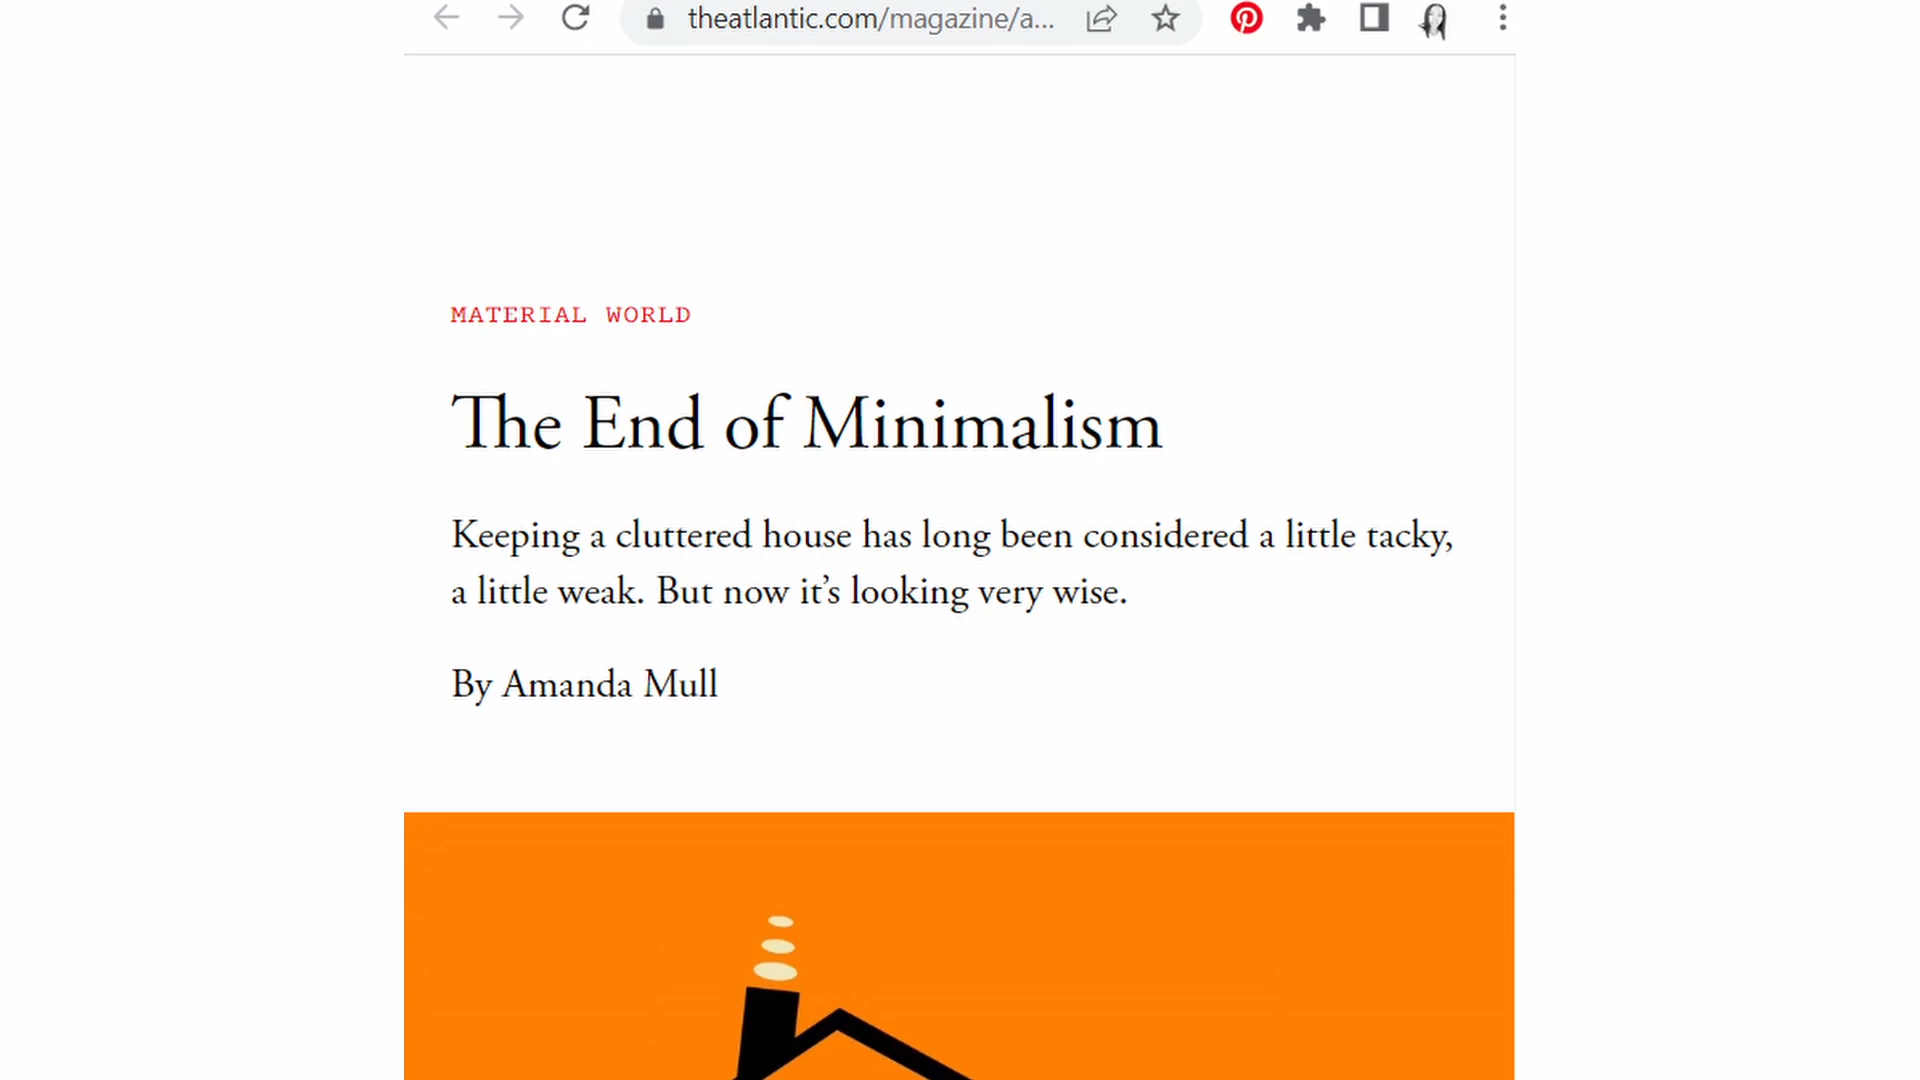 theatlantic.com/magazine/a...
MATERIAL WORLD
The End of Minimalism
Keeping a cluttered house has long been considered a little tacky,
a little weak. But now it’s looking very wise.
By Amanda Mull